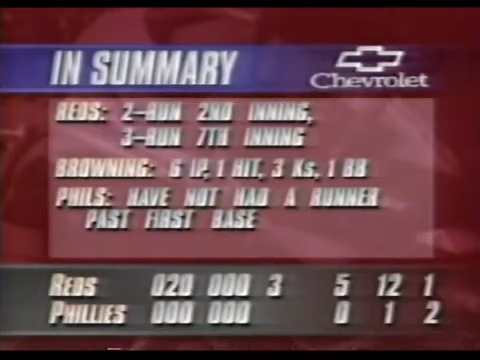 IN SUMMARY
Chevrolet
REDS: 2-RUN 2ND INNING,
3-RUN 7TH INNING
BROWNING: 6 IP, 1 HIT, 3 Ks, 1 BB
PHILS: HAVE NOT HAD A RUNNER
PAST FIRST BASE
REDS 020 000 3 5 12 1
PHILLIES 000 000 0 1 2